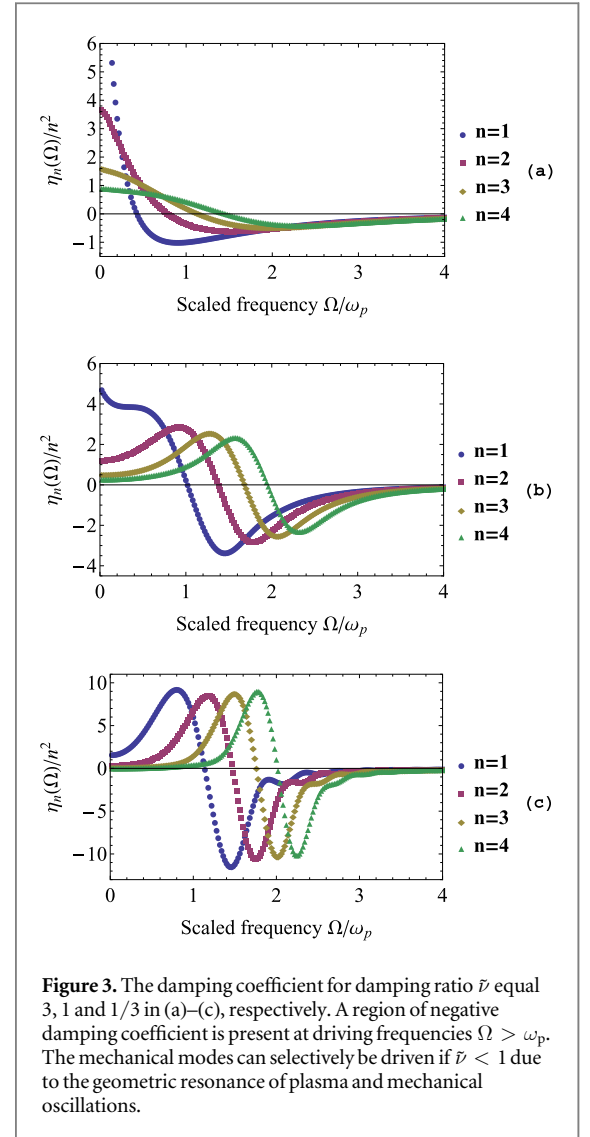 6
5
4
3
2
1
0
−1
ηn(Ω)/n²
0 1 2 3 4
Scaled frequency Ω/ωp
n=1
n=2
n=3
n=4
(a)
6
4
2
0
−2
−4
ηn(Ω)/n²
0 1 2 3 4
Scaled frequency Ω/ωp
n=1
n=2
n=3
n=4
(b)
10
5
0
−5
−10
ηn(Ω)/n²
0 1 2 3 4
Scaled frequency Ω/ωp
n=1
n=2
n=3
n=4
(c)
Figure 3. The damping coefficient for damping ratio ν̃ equal
3, 1 and 1/3 in (a)–(c), respectively. A region of negative
damping coefficient is present at driving frequencies Ω > ωp.
The mechanical modes can selectively be driven if ν̃ < 1 due
to the geometric resonance of plasma and mechanical
oscillations.